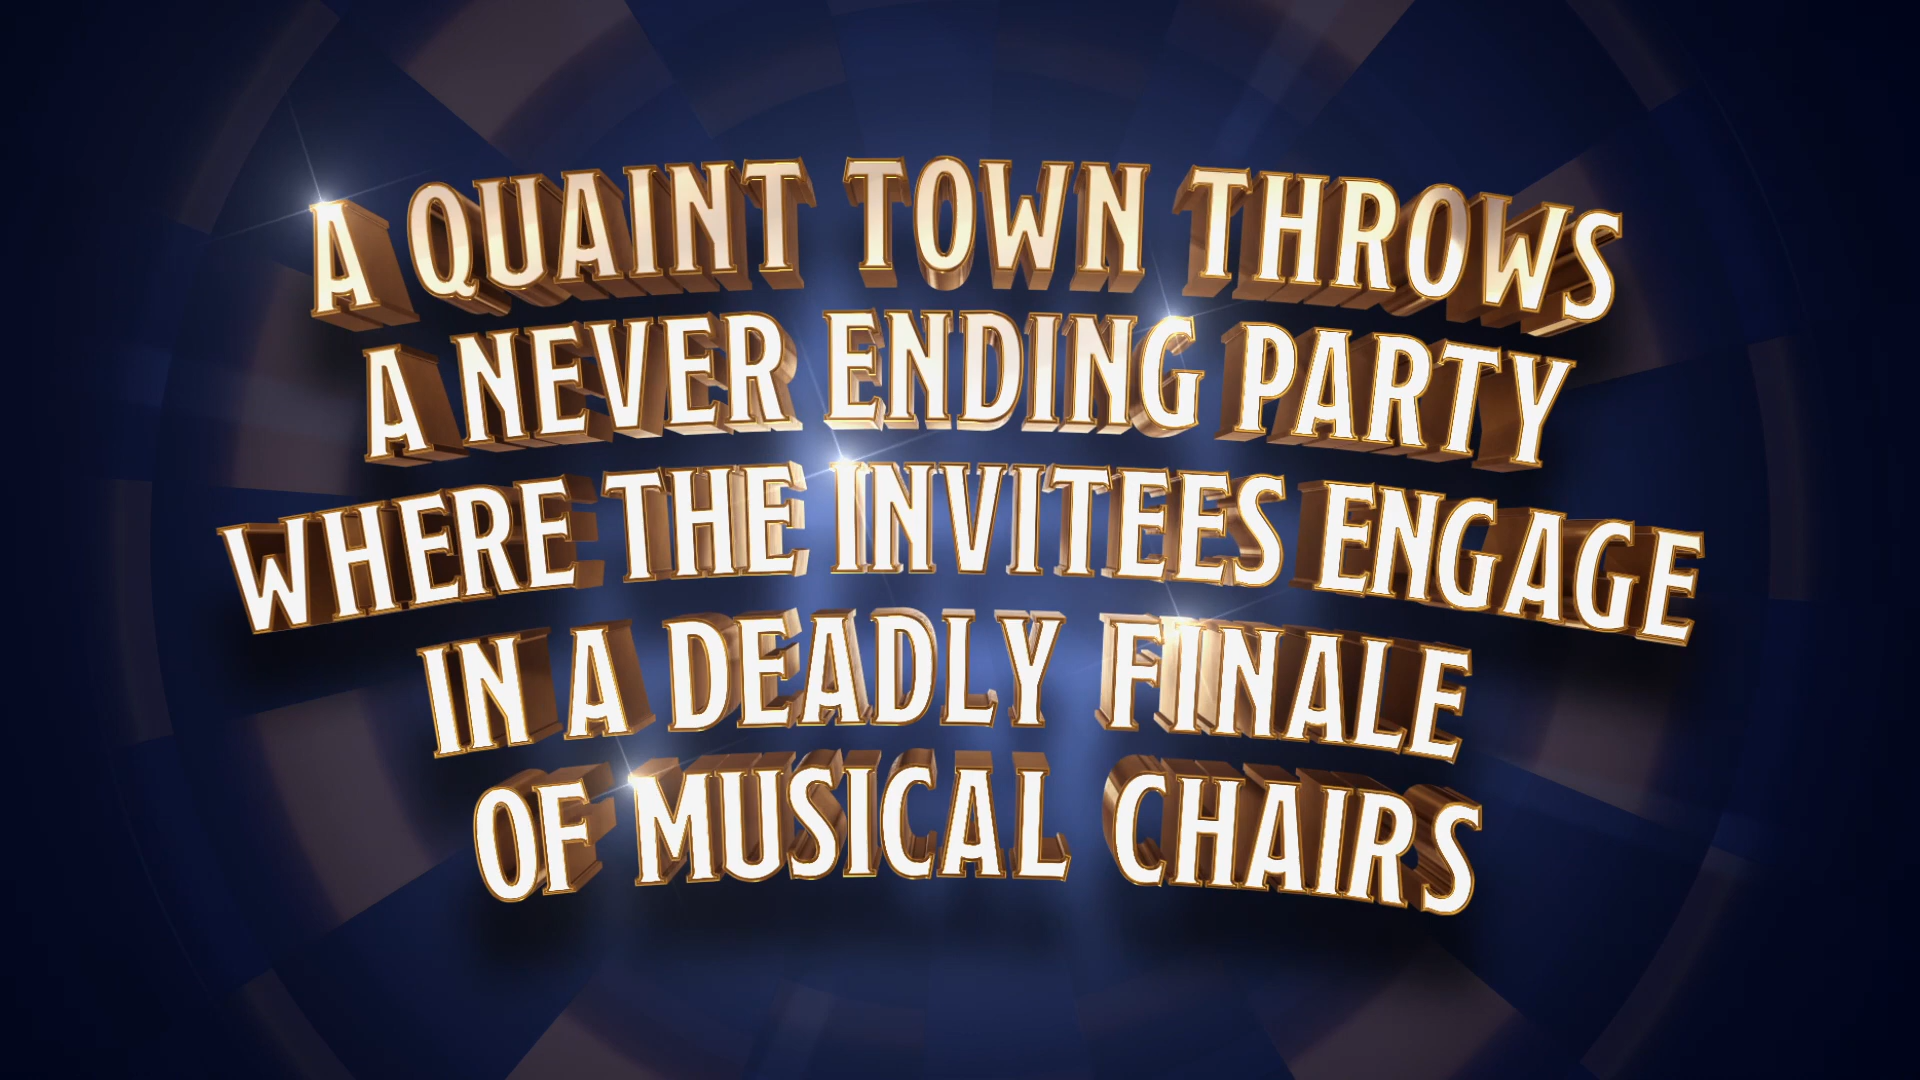 A QUAINT TOWN THROWS
A NEVER ENDING PARTY
WHERE THE INVITEES ENGAGE
IN A DEADLY FINALE
OF MUSICAL CHAIRS